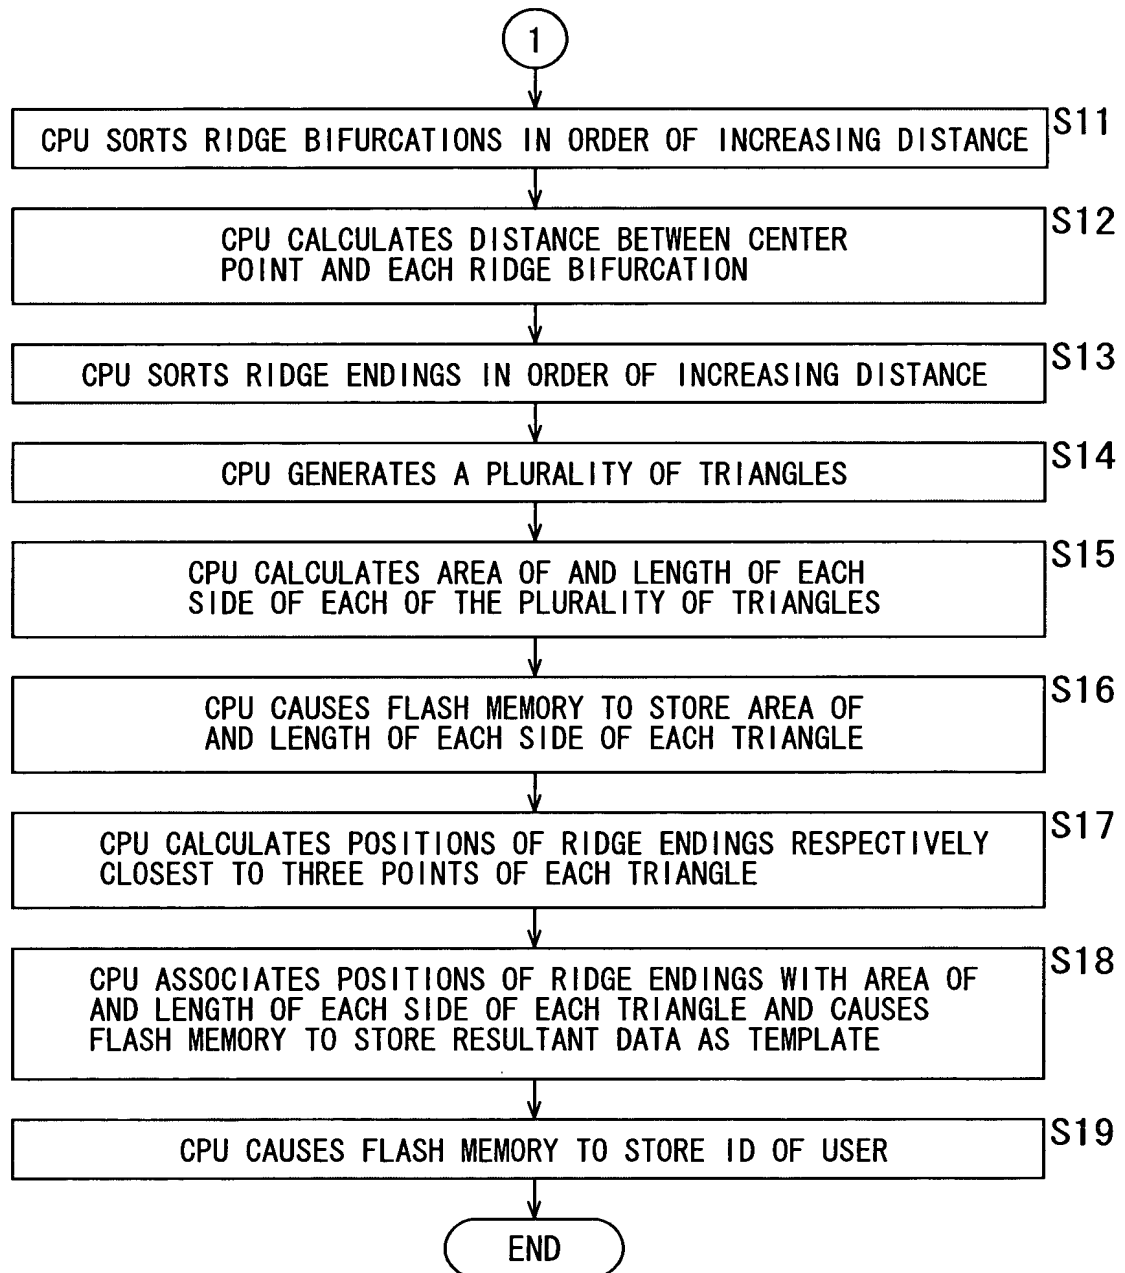 1
S11
CPU SORTS RIDGE BIFURCATIONS IN ORDER OF INCREASING DISTANCE
S12
CPU CALCULATES DISTANCE BETWEEN CENTER
POINT AND EACH RIDGE BIFURCATION
S13
CPU SORTS RIDGE ENDINGS IN ORDER OF INCREASING DISTANCE
S14
CPU GENERATES A PLURALITY OF TRIANGLES
S15
CPU CALCULATES AREA OF AND LENGTH OF EACH
SIDE OF EACH OF THE PLURALITY OF TRIANGLES
S16
CPU CAUSES FLASH MEMORY TO STORE AREA OF
AND LENGTH OF EACH SIDE OF EACH TRIANGLE
S17
CPU CALCULATES POSITIONS OF RIDGE ENDINGS RESPECTIVELY
CLOSEST TO THREE POINTS OF EACH TRIANGLE
S18
CPU ASSOCIATES POSITIONS OF RIDGE ENDINGS WITH AREA OF
AND LENGTH OF EACH SIDE OF EACH TRIANGLE AND CAUSES
FLASH MEMORY TO STORE RESULTANT DATA AS TEMPLATE
S19
CPU CAUSES FLASH MEMORY TO STORE ID OF USER
END